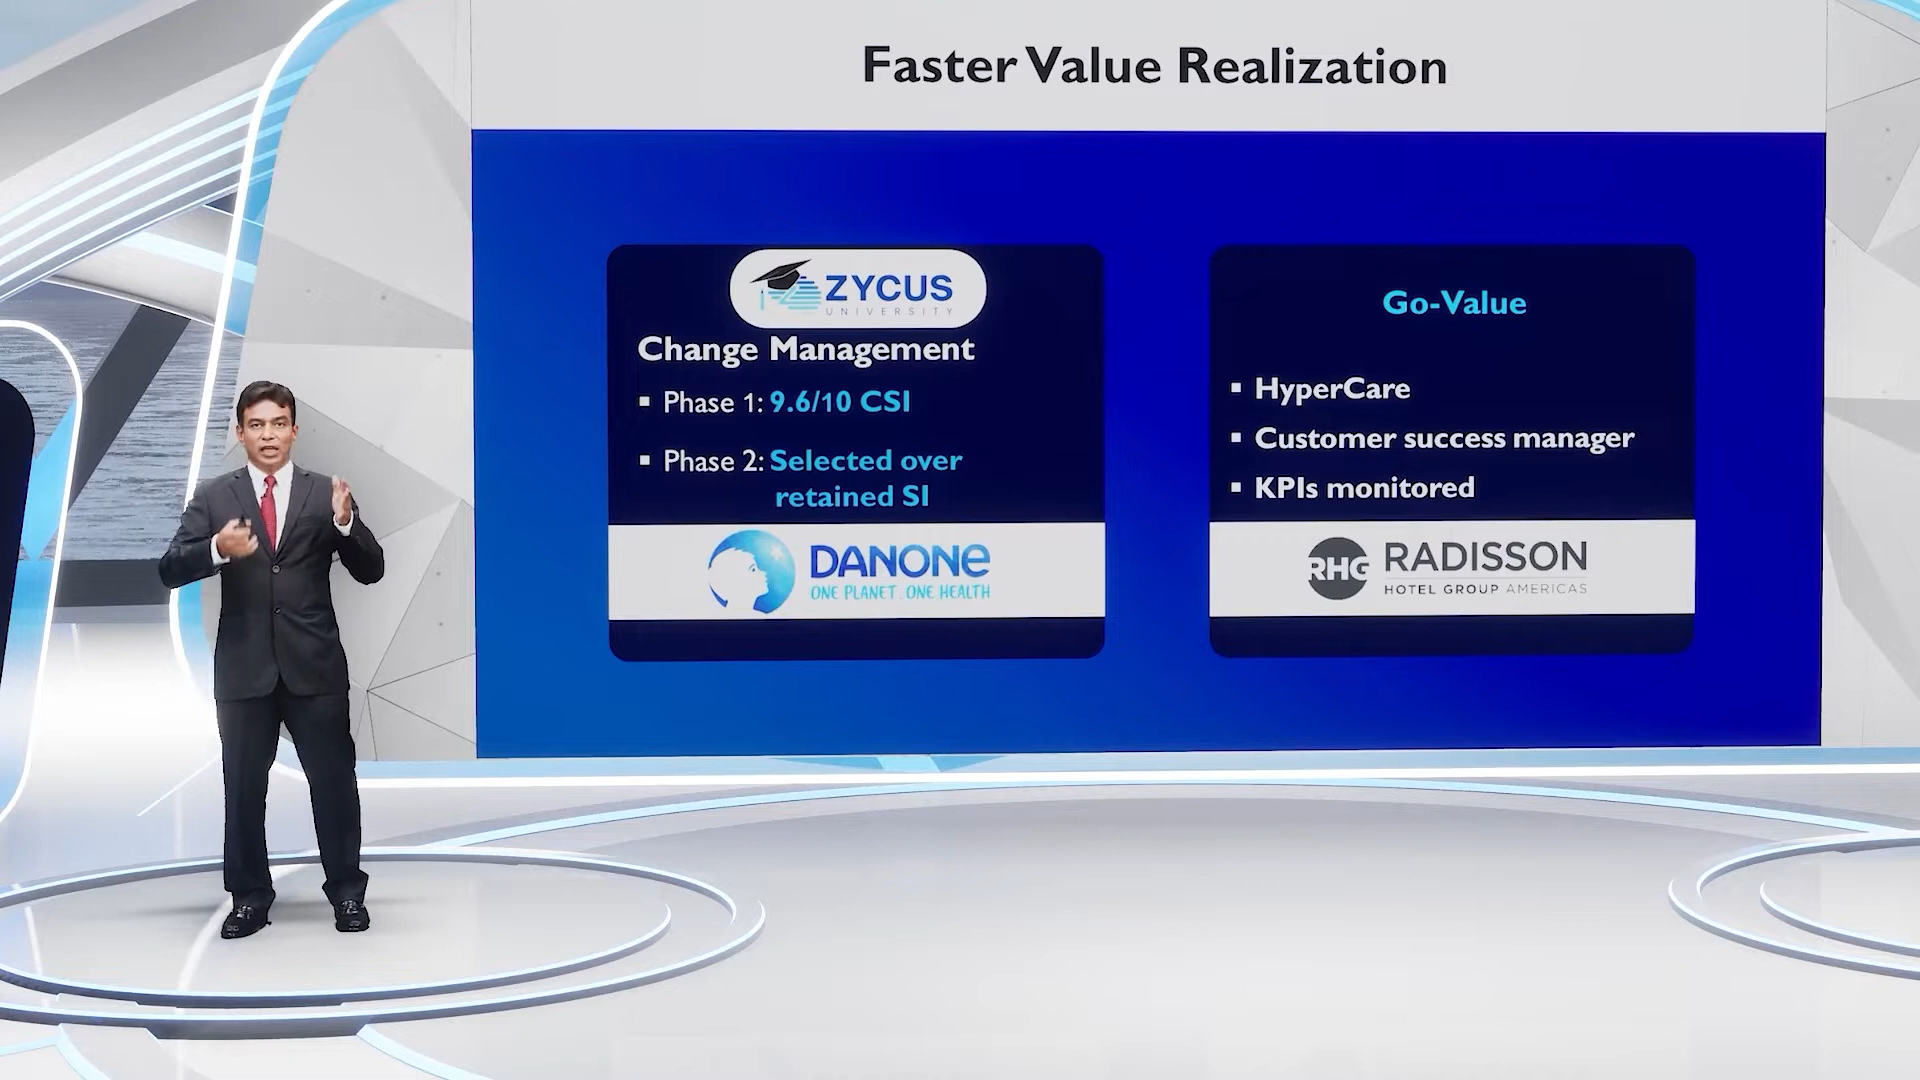 Faster Value Realization
ZYCUS
UNIVERSITY
Change Management
▪ Phase 1: 9.6/10 CSI
▪ Phase 2: Selected over
retained SI
DANONE
ONE PLANET. ONE HEALTH
Go-Value
▪ HyperCare
▪ Customer success manager
▪ KPIs monitored
RHG RADISSON
HOTEL GROUP AMERICAS